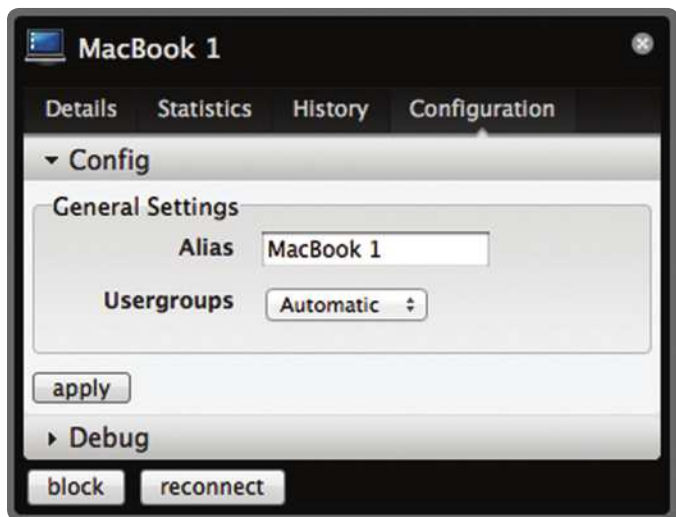 MacBook 1
Details Statistics History Configuration
Config
General Settings
Alias MacBook 1
Usergroups Automatic
apply
Debug
block reconnect